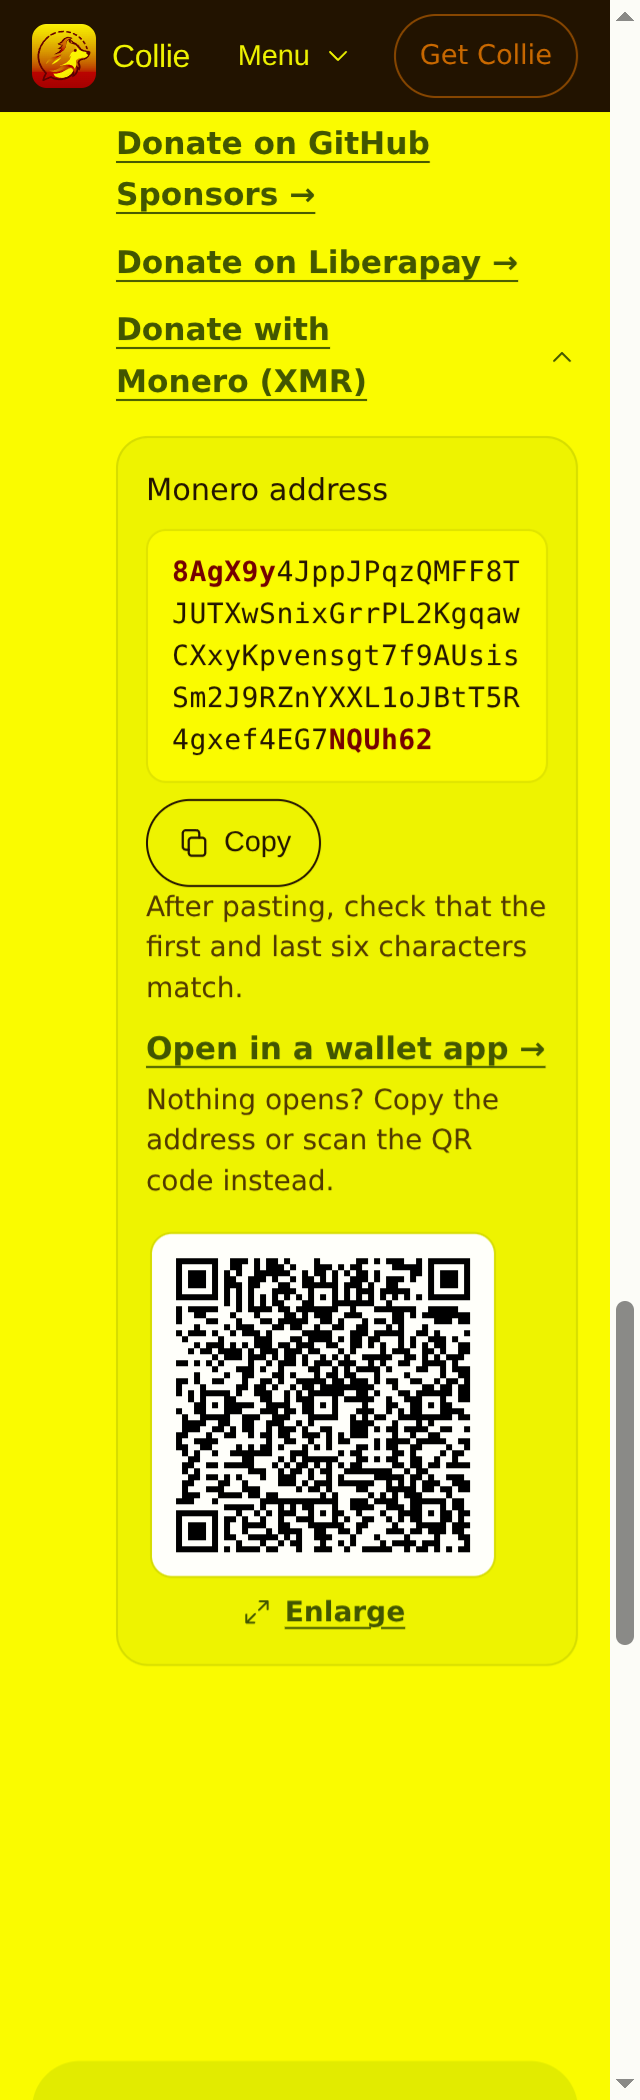 Collie
Menu
Get Collie
Donate on GitHub
Sponsors →
Donate on Liberapay →
Donate with
Monero (XMR)
Monero address
8AgX9y4JppJPqzQMFF8T
JUTXwSnixGrrPL2Kgqaw
CXxyKpvensgt7f9AUsis
Sm2J9RZnYXXL1oJBtT5R
4gxef4EG7NQUh62
Copy
After pasting, check that the
first and last six characters
match.
Open in a wallet app →
Nothing opens? Copy the
address or scan the QR
code instead.
Enlarge